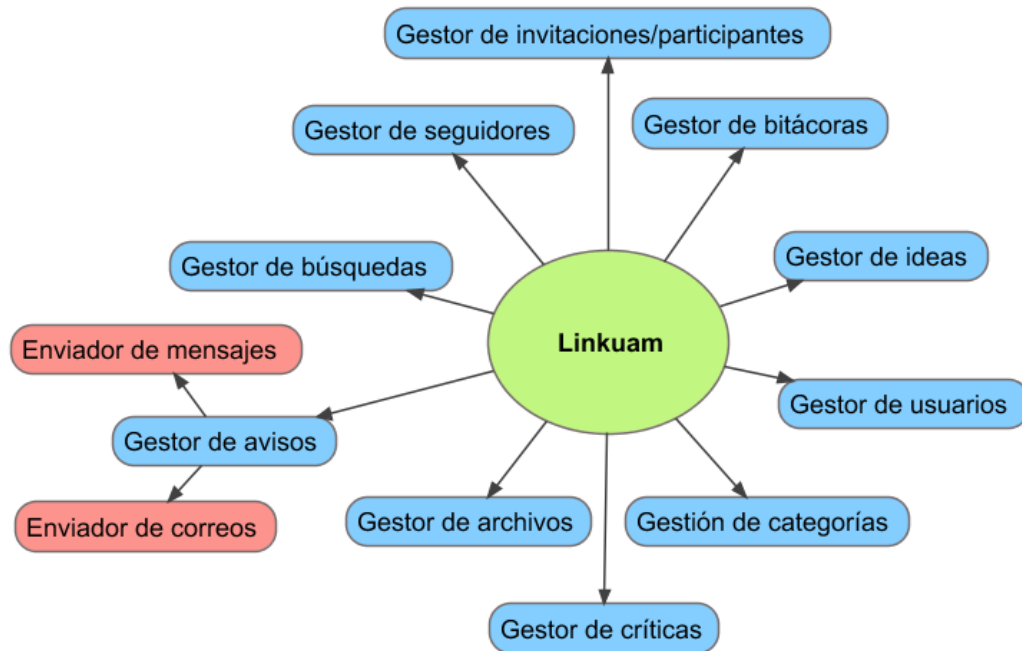 Gestor de invitaciones/participantes
Gestor de seguidores
Gestor de bitácoras
Gestor de búsquedas
Gestor de ideas
Linkuam
Enviador de mensajes
Gestor de usuarios
Gestor de avisos
Enviador de correos
Gestor de archivos
Gestión de categorías
Gestor de críticas